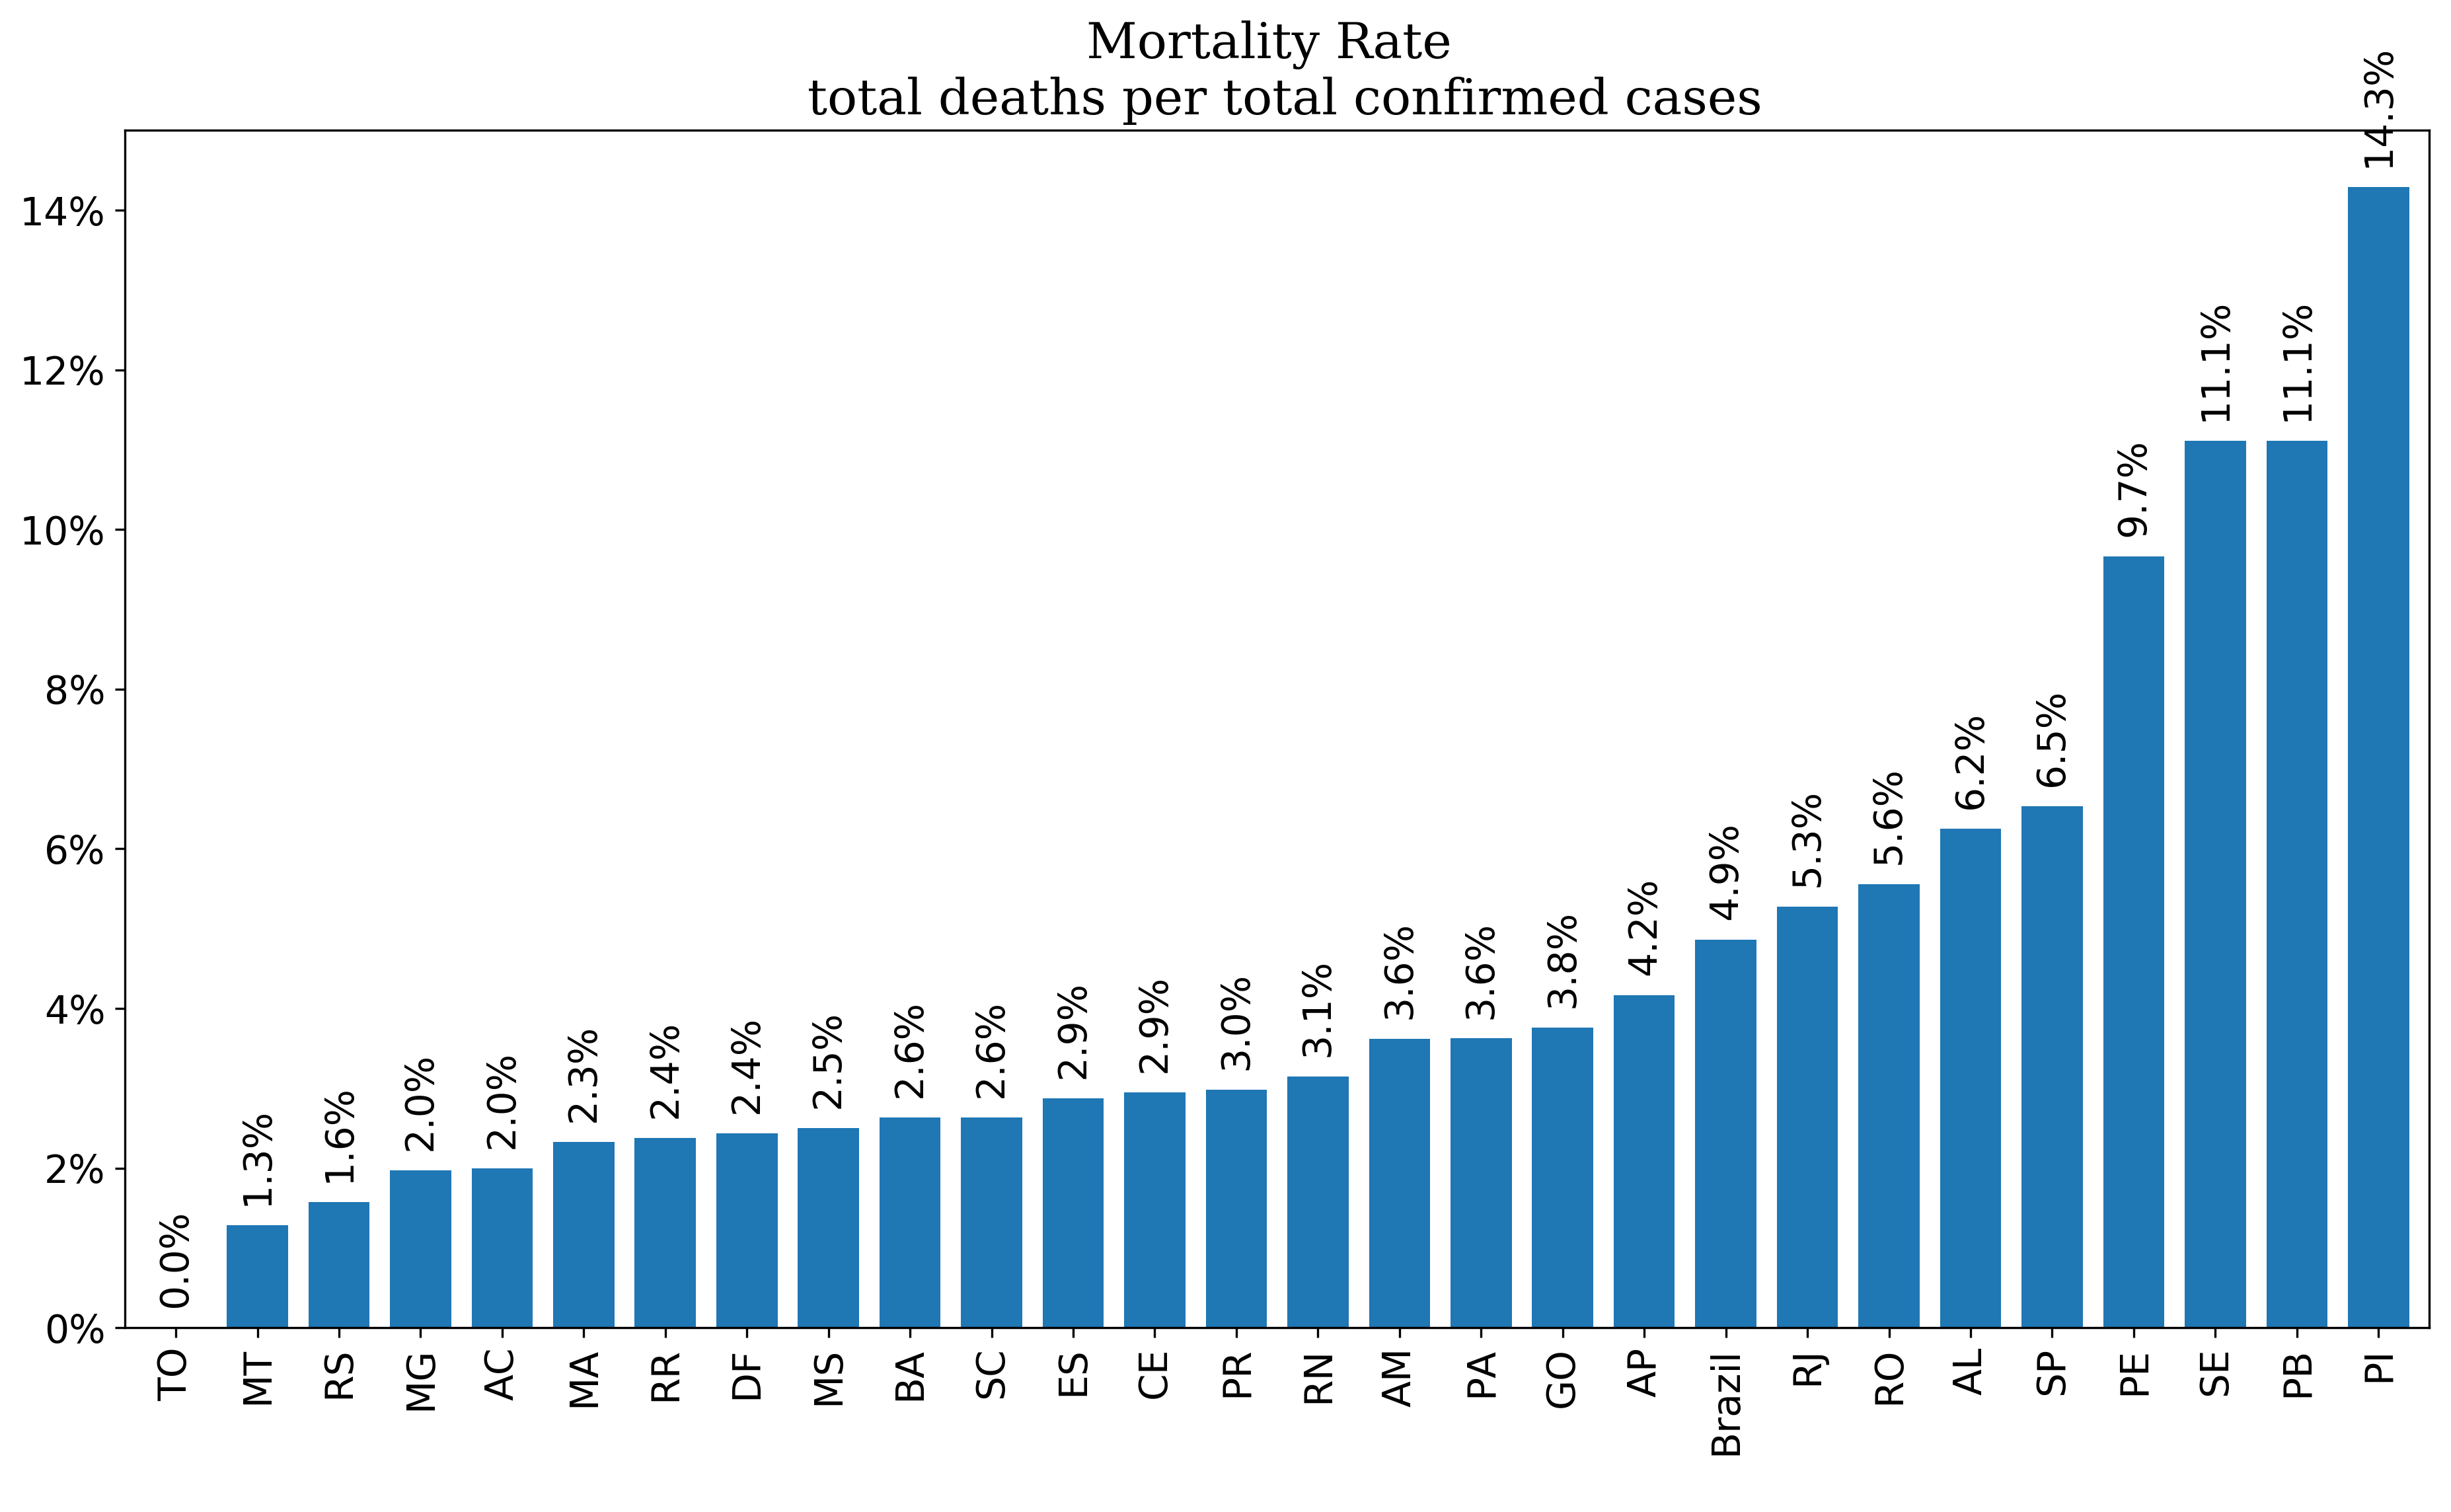 Mortality Rate
total deaths per total confirmed cases
14%
12%
10%
8%
6%
4%
2%
0%
0.0%
1.3%
1.6%
2.0%
2.0%
2.3%
2.4%
2.4%
2.5%
2.6%
2.6%
2.9%
2.9%
3.0%
3.1%
3.6%
3.6%
3.8%
4.2%
4.9%
5.3%
5.6%
6.2%
6.5%
9.7%
11.1%
11.1%
14.3%
TO
MT
RS
MG
AC
MA
RR
DF
MS
BA
SC
ES
CE
PR
RN
AM
PA
GO
AP
Brazil
RJ
RO
AL
SP
PE
SE
PB
PI